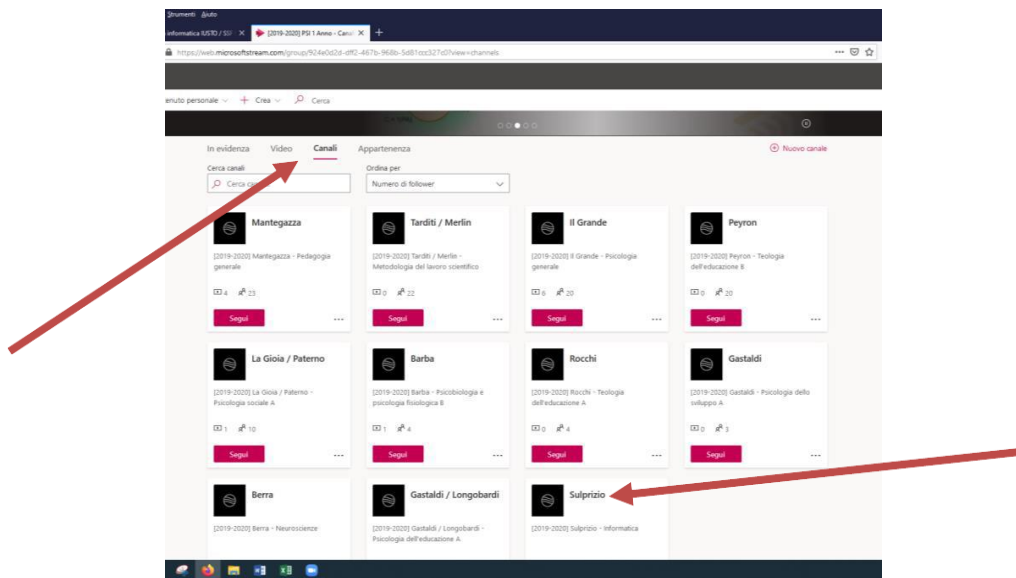 Strumenti Aiuto
informatica IUSTO / SSF × [2019-2020] PSI 1 Anno - Canali × +
https://web.microsoftstream.com/group/924e0d2d-dff2-467b-968b-5d81ccc327c0?view=channels
Crea Cerca
In evidenza Video Canali Appartenenza Nuovo canale
Cerca canali Ordina per
Cerca Numero di follower
Mantegazza Tarditi / Merlin Il Grande Peyron
[2019-2020] Mantegazza - Pedagogia generale
[2019-2020] Tarditi / Merlin - Metodologia del lavoro scientifico
[2019-2020] Il Grande - Psicologia generale
[2019-2020] Peyron - Teologia dell'educazione B
4 23 0 22 6 20 0 20
Segui ... Segui ... Segui ... Segui ...
La Gioia / Paterno Barba Rocchi Gastaldi
[2019-2020] La Gioia / Paterno - Psicologia sociale A
[2019-2020] Barba - Psicobiologia e psicologia fisiologica B
[2019-2020] Rocchi - Teologia dell'educazione A
[2019-2020] Gastaldi - Psicologia dello sviluppo A
1 10 1 4 0 4 0 3
Segui ... Segui ... Segui ... Segui ...
Berra Gastaldi / Longobardi Sulprizio
[2019-2020] Berra - Neuroscienze
[2019-2020] Gastaldi / Longobardi - Psicologia dell'educazione A
[2019-2020] Sulprizio - Informatica